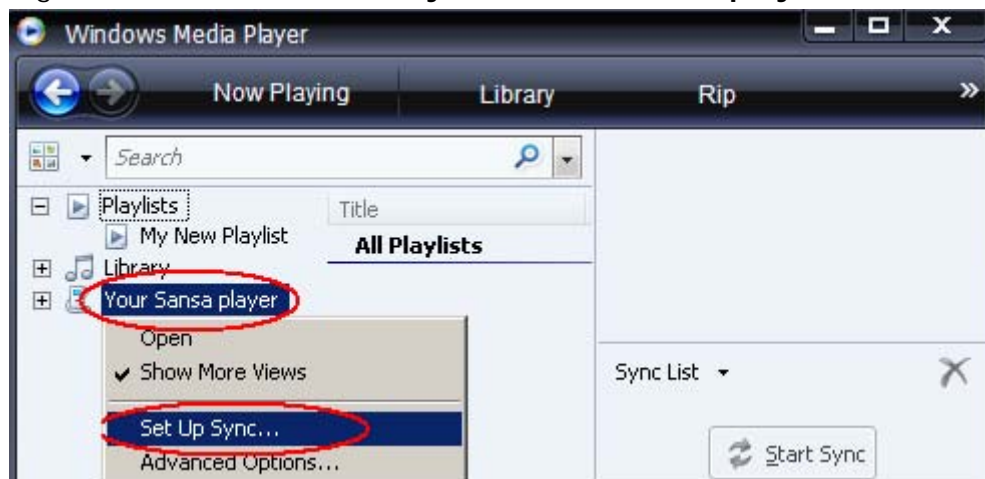 Windows Media Player
Now Playing Library Rip »
Search
Playlists Title
My New Playlist All Playlists
Library
Your Sansa player
Open
Show More Views
Sync List
Set Up Sync...
Start Sync
Advanced Options...